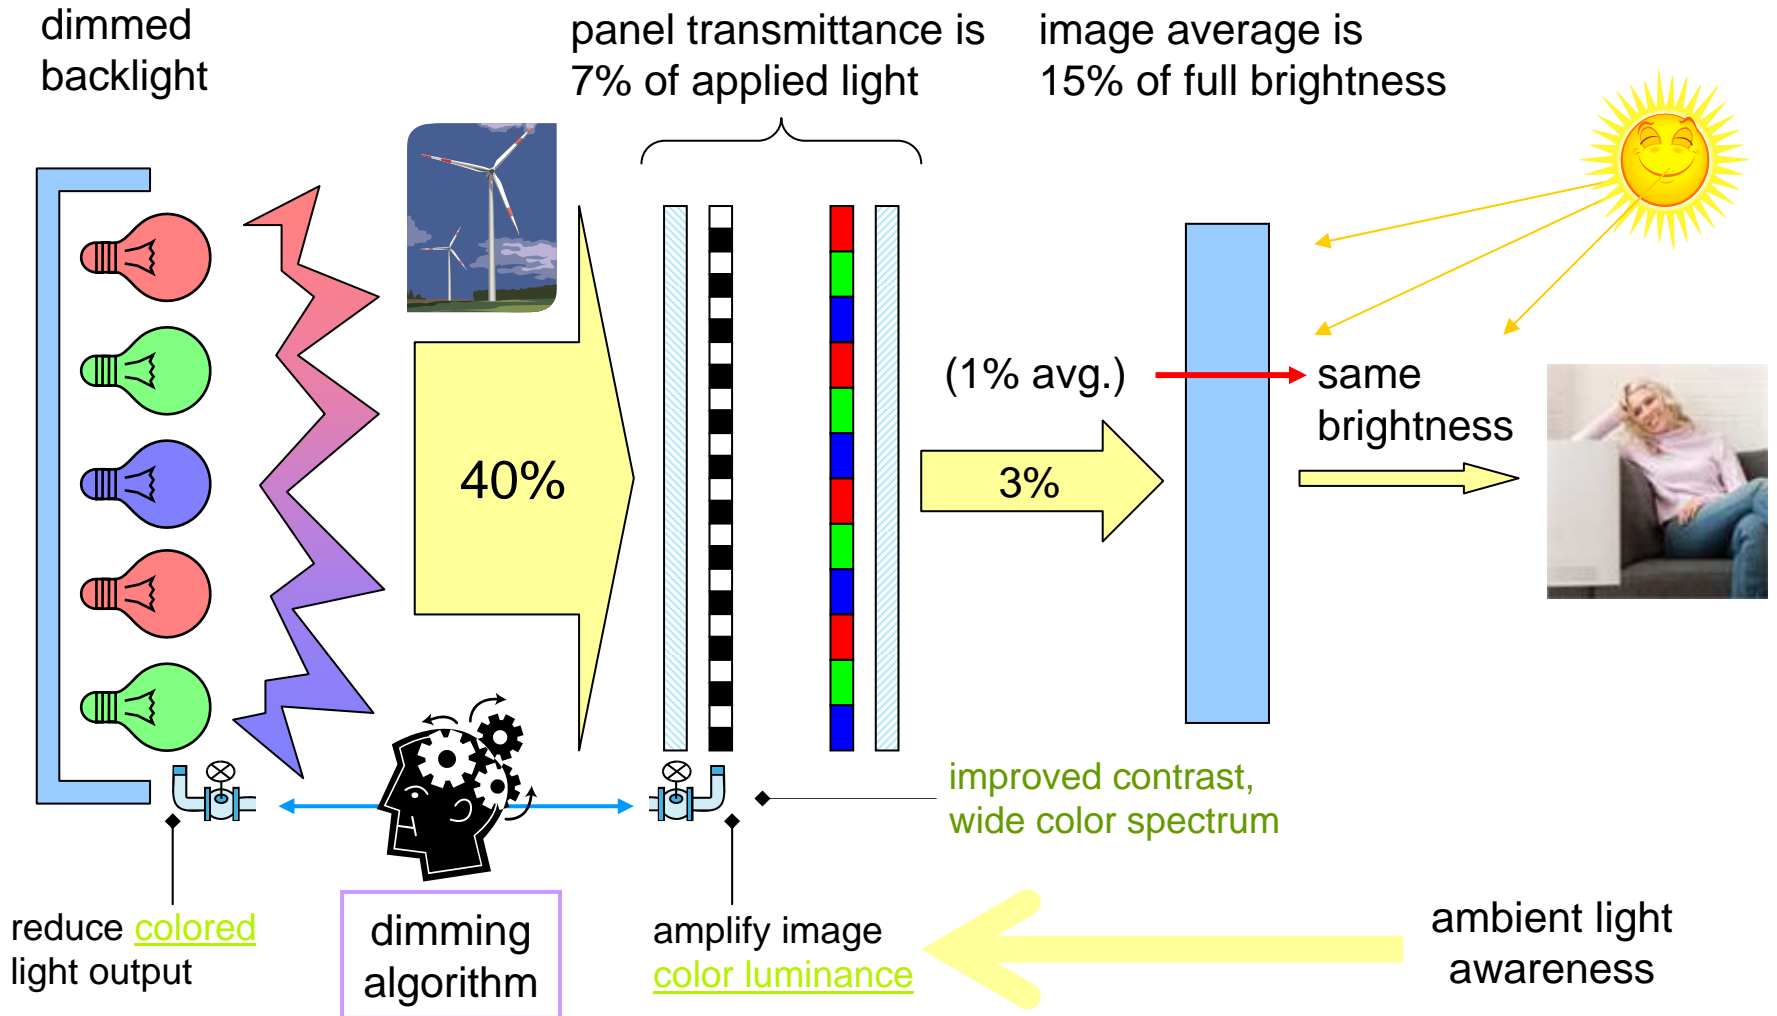 dimmed
backlight
panel transmittance is
7% of applied light
image average is
15% of full brightness
40%
(1% avg.)
3%
same
brightness
improved contrast,
wide color spectrum
reduce colored
light output
dimming
algorithm
amplify image
color luminance
ambient light
awareness